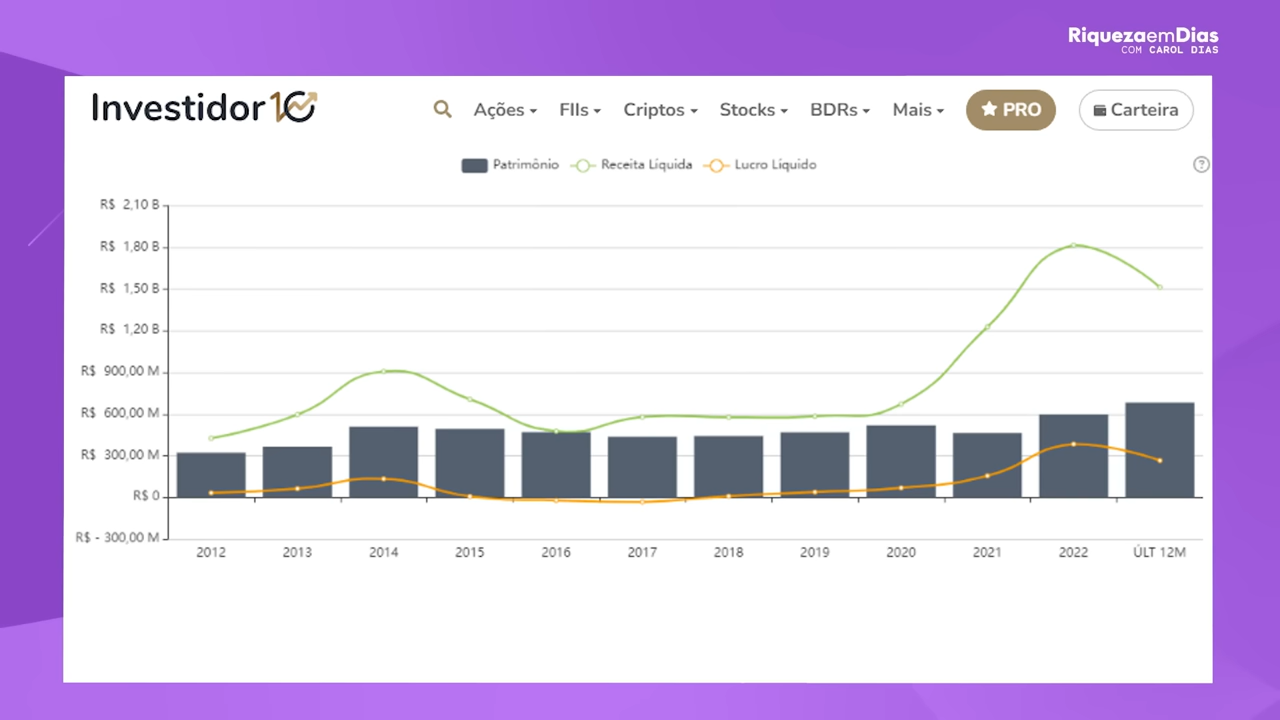 RiquezaemDias
COM CAROL DIAS
Investidor10
Ações
FIIs
Criptos
Stocks
BDRs
Mais
PRO
Carteira
Patrimônio
Receita Líquida
Lucro Líquido
?
R$ 2,10 B
R$ 1,80 B
R$ 1,50 B
R$ 1,20 B
R$ 900,00 M
R$ 600,00 M
R$ 300,00 M
R$ 0
R$ - 300,00 M
2012
2013
2014
2015
2016
2017
2018
2019
2020
2021
2022
ÚLT 12M